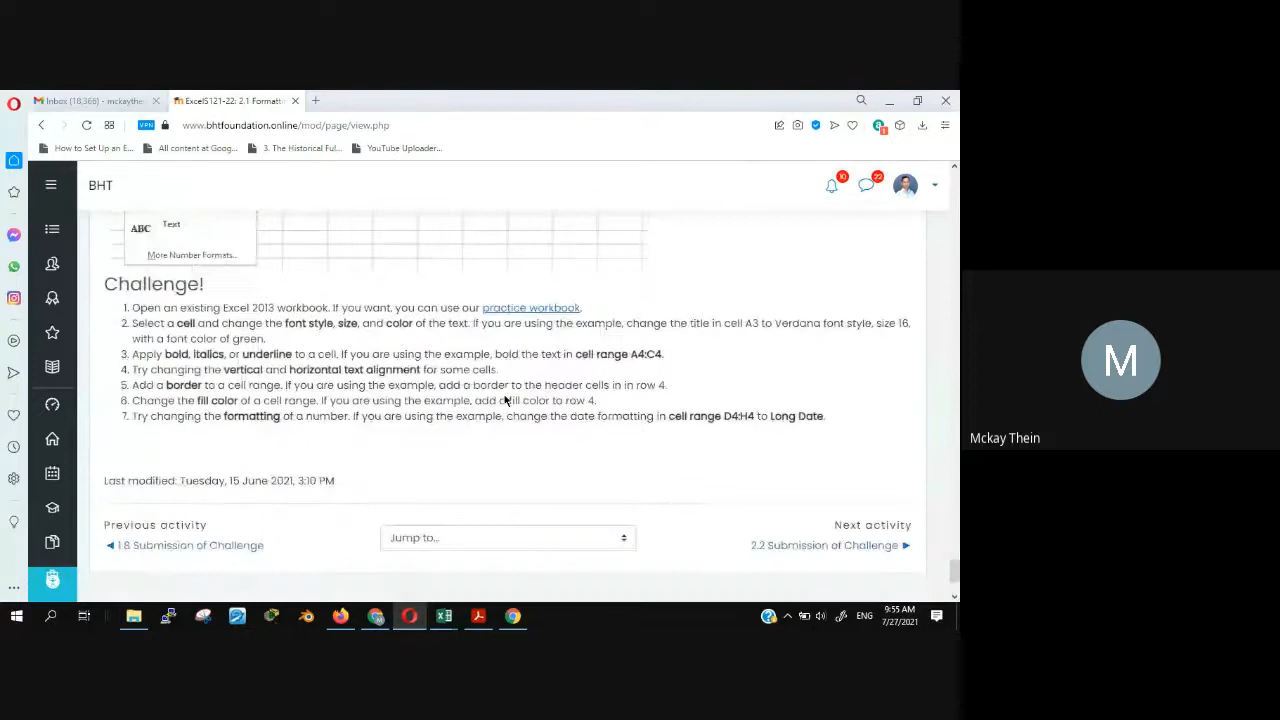 Inbox (18,366) - mckaythe
ExcelS121-22: 2.1 Formatti
VPN
www.bhtfoundation.online/mod/page/view.php
1
How to Set Up an E...
All content at Goog...
3. The Historical Ful...
YouTube Uploader...
BHT
10
22
ABC
Text
More Number Formats...
Challenge!
1. Open an existing Excel 2013 workbook. If you want, you can use our practice workbook.
2. Select a cell and change the font style, size, and color of the text. If you are using the example, change the title in cell A3 to Verdana font style, size 16,
with a font color of green.
3. Apply bold, italics, or underline to a cell. If you are using the example, bold the text in cell range A4:C4.
4. Try changing the vertical and horizontal text alignment for some cells.
5. Add a border to a cell range. If you are using the example, add a border to the header cells in in row 4.
6. Change the fill color of a cell range. If you are using the example, add a fill color to row 4.
7. Try changing the formatting of a number. If you are using the example, change the date formatting in cell range D4:H4 to Long Date.
Last modified: Tuesday, 15 June 2021, 3:10 PM
Previous activity
Next activity
◀ 1.8 Submission of Challenge
Jump to...
2.2 Submission of Challenge ▶
M
Mckay Thein
ENG
9:55 AM
7/27/2021